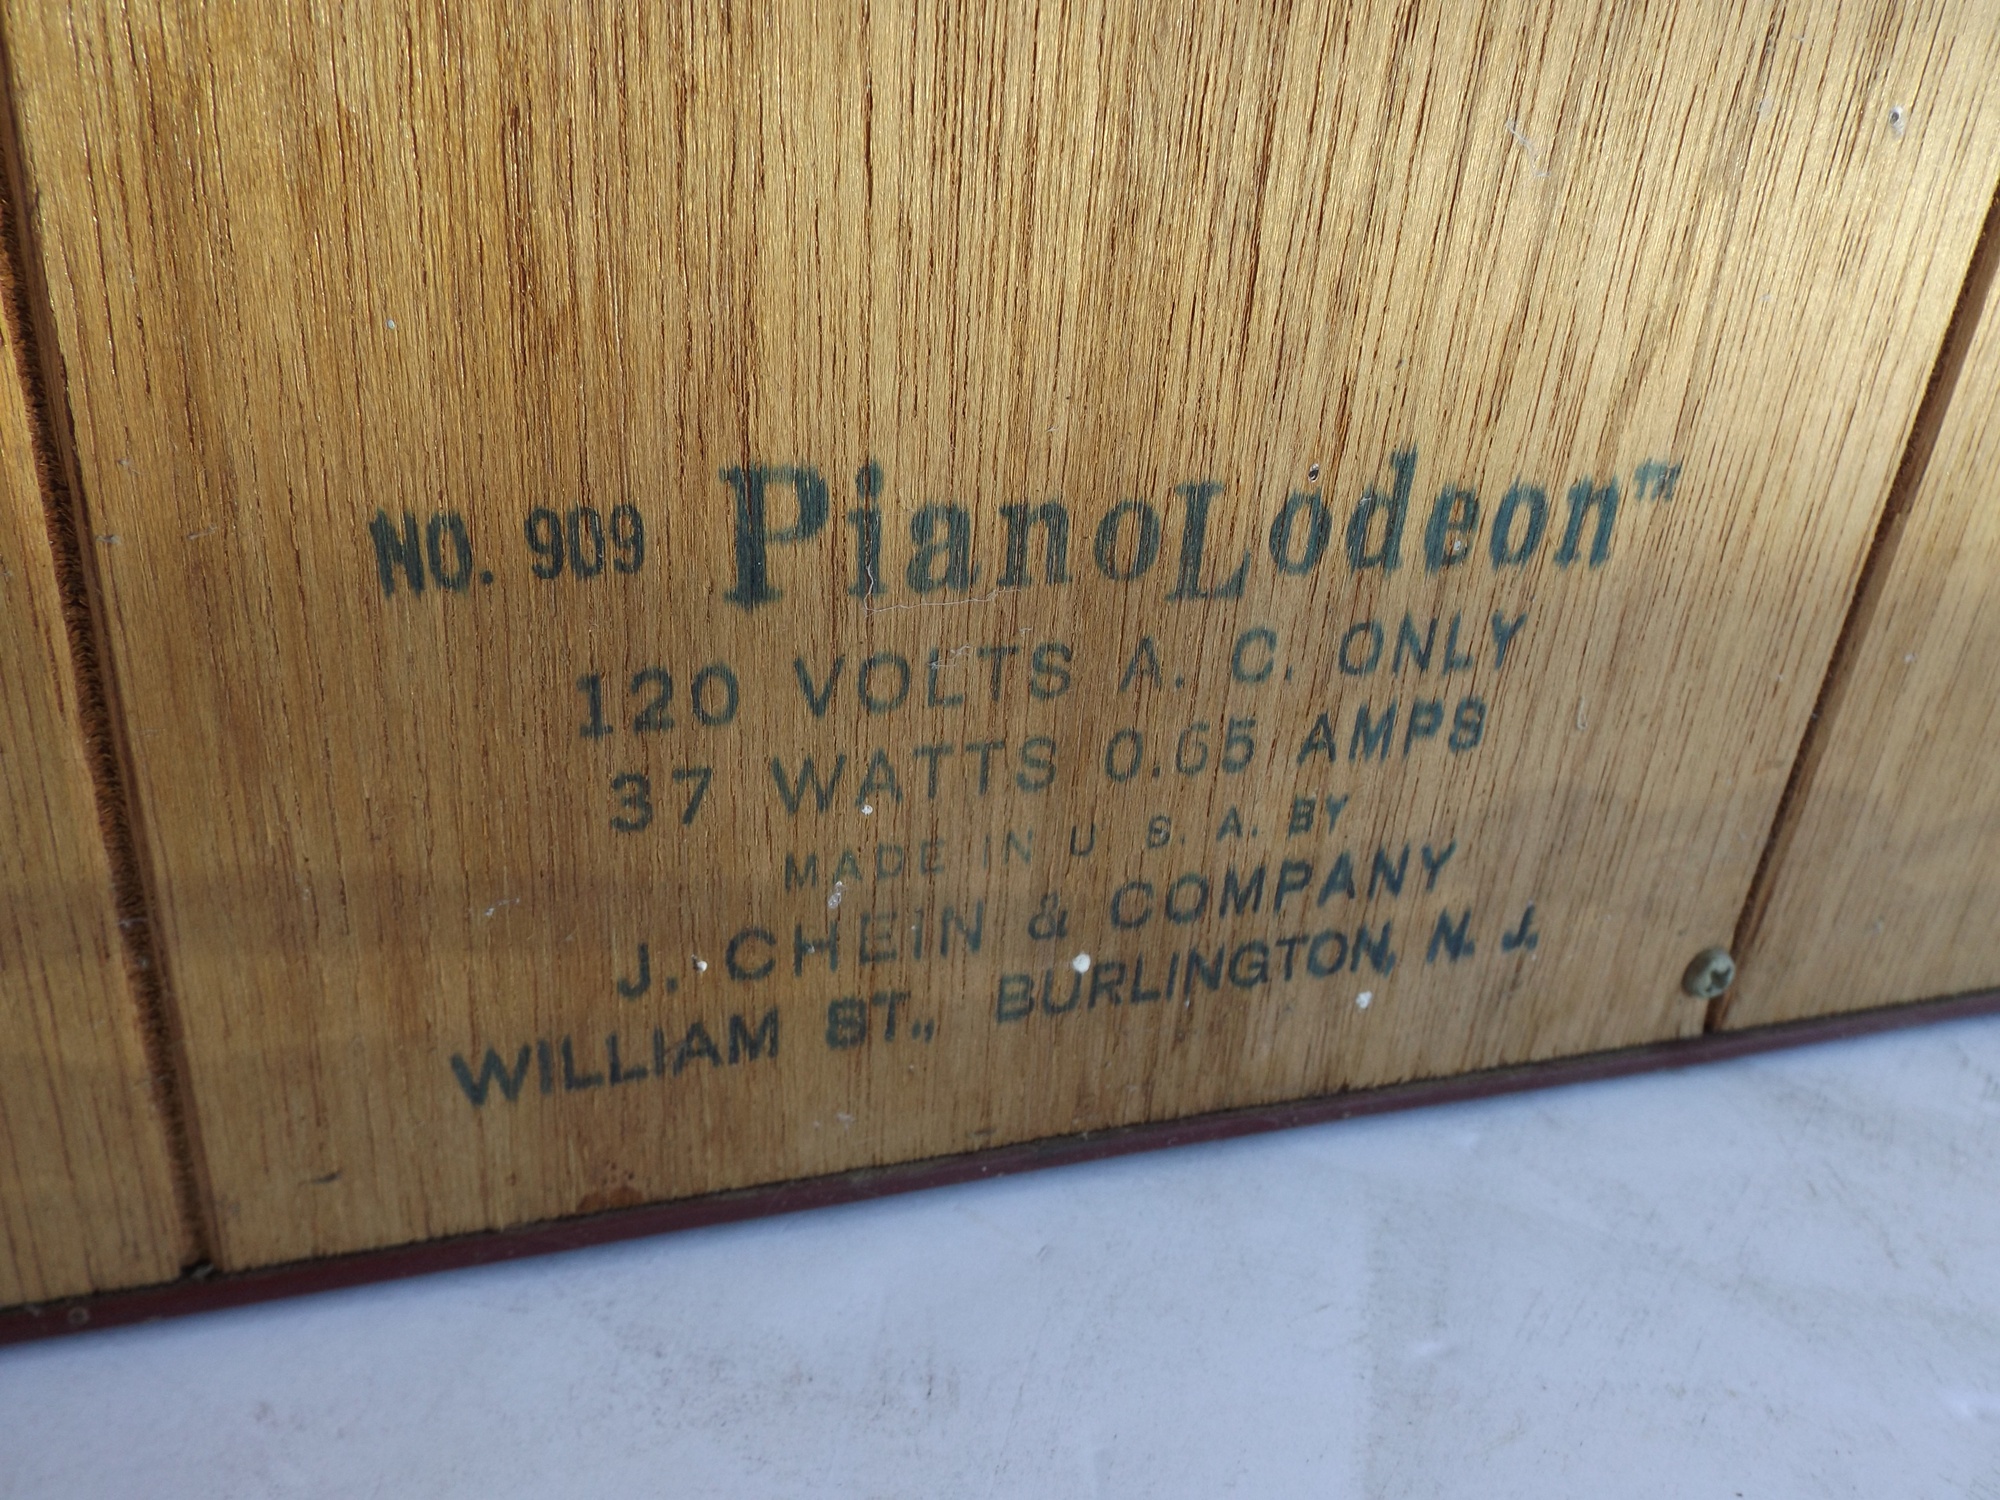 NO. 909 PianoLodeon™
120 VOLTS A. C. ONLY
37 WATTS 0.65 AMPS
MADE IN U S. A. BY
J. CHEIN & COMPANY
WILLIAM ST., BURLINGTON, N. J.